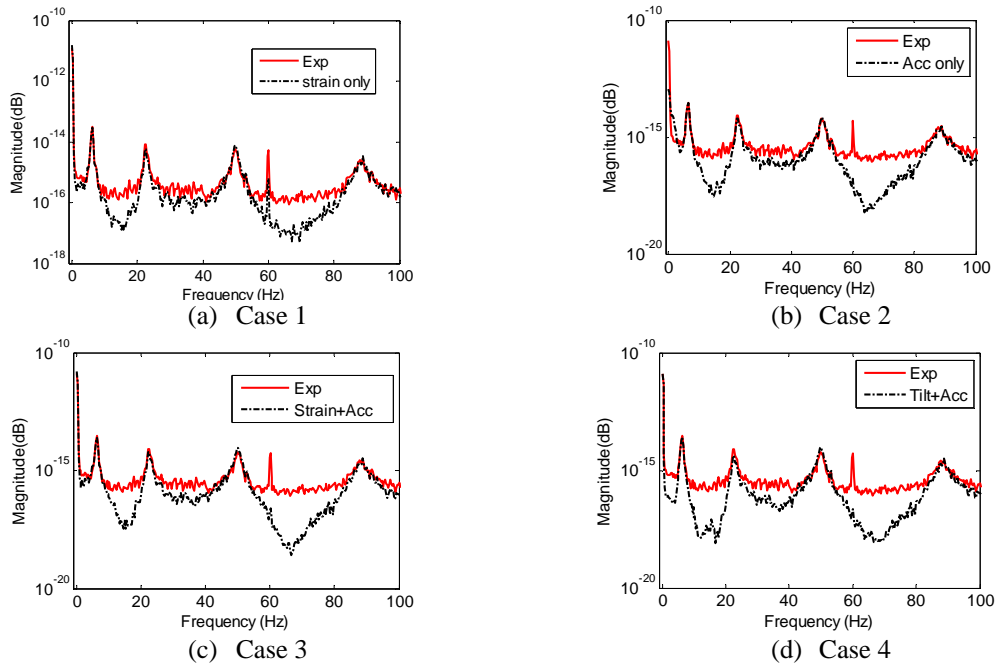 10^-10
10^-12
10^-14
10^-16
10^-18
Magnitude(dB)
Exp
strain only
0 20 40 60 80 100
Frequency (Hz)
(a) Case 1
10^-10
10^-15
10^-20
Magnitude(dB)
Exp
Acc only
0 20 40 60 80 100
Frequency (Hz)
(b) Case 2
10^-10
10^-15
10^-20
Magnitude(dB)
Exp
Strain+Acc
0 20 40 60 80 100
Frequency (Hz)
(c) Case 3
10^-10
10^-15
10^-20
Magnitude(dB)
Exp
Tilt+Acc
0 20 40 60 80 100
Frequency (Hz)
(d) Case 4